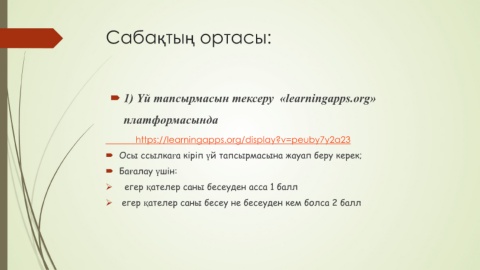 Сабақтың ортасы:
1) Үй тапсырмасын тексеру «learningapps.org»
платформасында
https://learningapps.org/display?v=peuby7y2a23
Осы ссылкаға кіріп үй тапсырмасына жауап беру керек;
Бағалау үшін:
егер қателер саны бесеуден асса 1 балл
егер қателер саны бесеу не бесеуден кем болса 2 балл